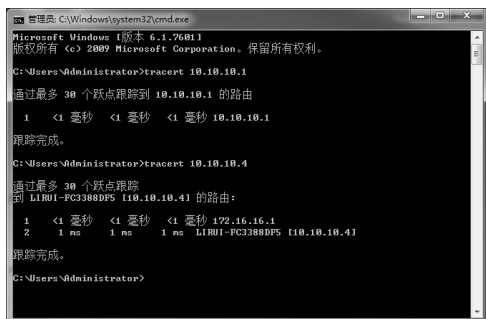 管理员: C:\Windows\system32\cmd.exe
Microsoft Windows [版本 6.1.7601]
版权所有 (c) 2009 Microsoft Corporation。保留所有权利。
C:\Users\Administrator>tracert 10.10.10.1
通过最多 30 个跃点跟踪到 10.10.10.1 的路由
1 <1 毫秒 <1 毫秒 <1 毫秒 10.10.10.1
跟踪完成。
C:\Users\Administrator>tracert 10.10.10.4
通过最多 30 个跃点跟踪
到 LIRUI-FC3388DF5 [10.10.10.4] 的路由:
1 <1 毫秒 <1 毫秒 <1 毫秒 172.16.16.1
2 1 ms 1 ms 1 ms LIRUI-FC3388DF5 [10.10.10.4]
跟踪完成。
C:\Users\Administrator>